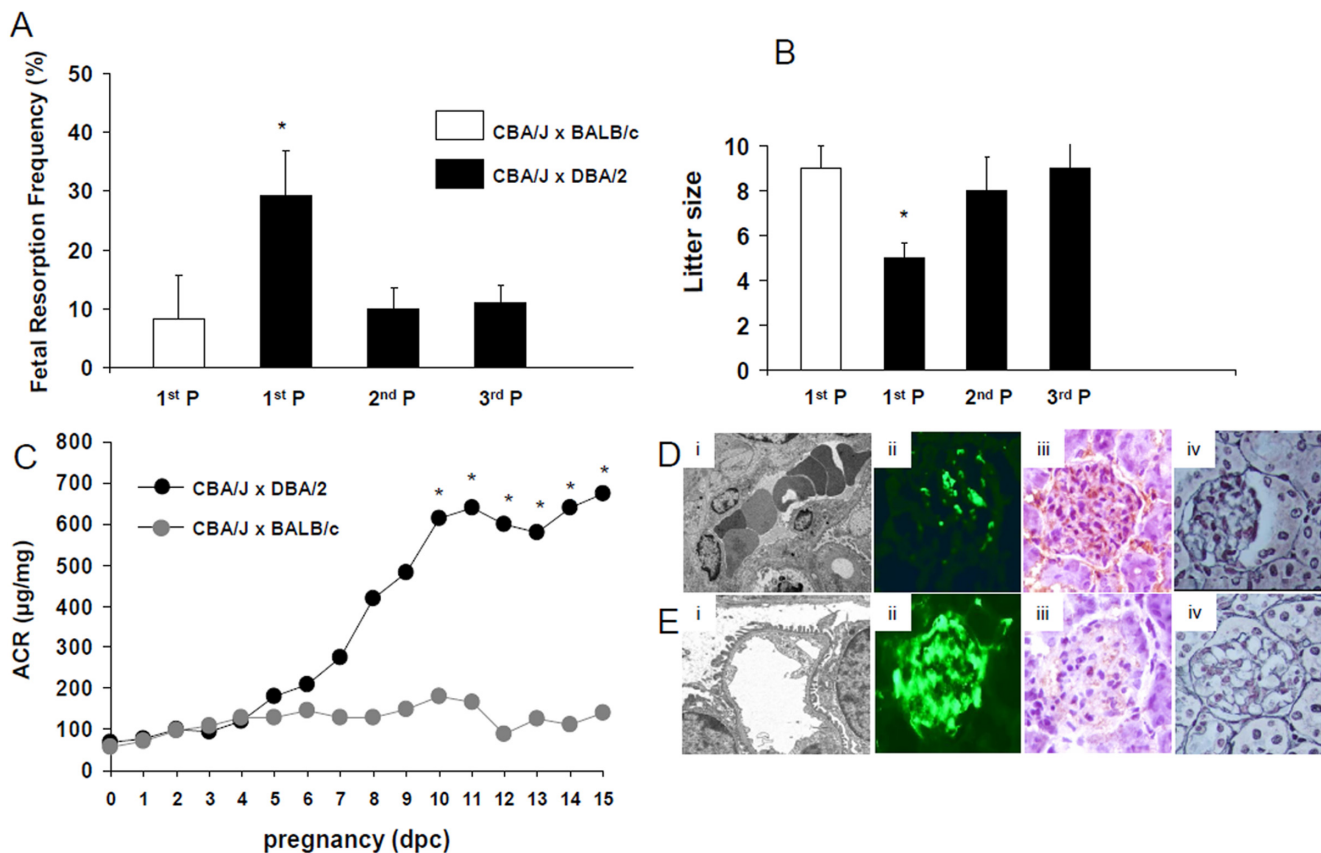 A
Fetal Resorption Frequency (%)
50
40
30
20
10
0
*
CBA/J x BALB/c
CBA/J x DBA/2
1st P
1st P
2nd P
3rd P
B
Litter size
10
8
6
4
2
0
*
1st P
1st P
2nd P
3rd P
C
ACR (µg/mg)
800
700
600
500
400
300
200
100
0
CBA/J x DBA/2
CBA/J x BALB/c
* * * * * *
0 1 2 3 4 5 6 7 8 9 10 11 12 13 14 15
pregnancy (dpc)
D
i
ii
iii
iv
E
i
ii
iii
iv